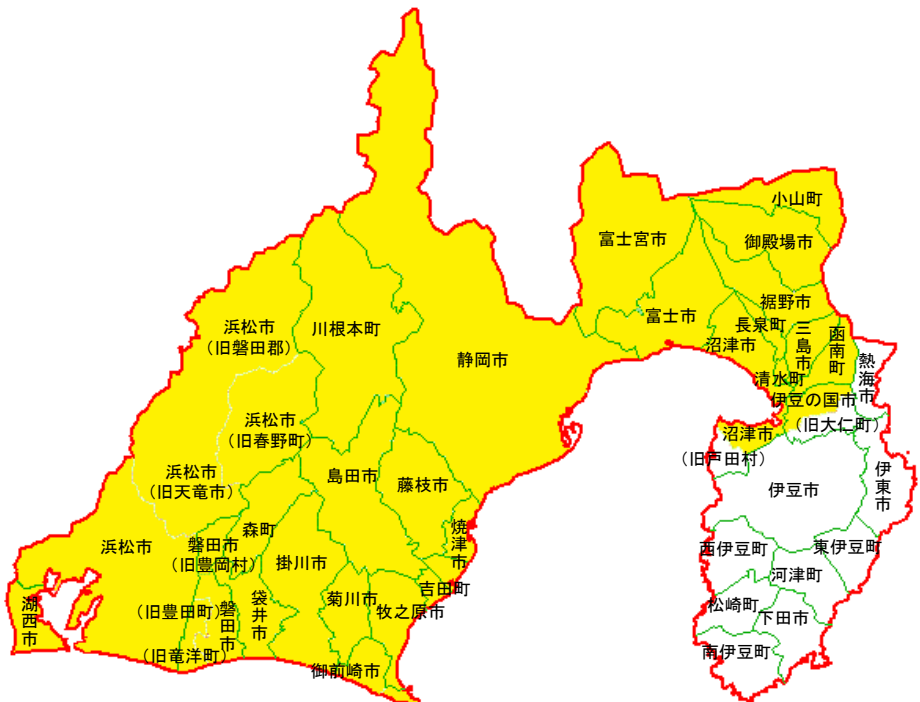 小山町
富士宮市
御殿場市
裾野市
富士市
長泉町
沼津市
三島市
函南町
浜松市
(旧磐田郡)
川根本町
静岡市
熱海市
清水町
伊豆の国市
(旧大仁町)
浜松市
(旧春野町)
沼津市
(旧戸田村)
浜松市
(旧天竜市)
島田市
藤枝市
伊豆市
伊東市
浜松市
磐田市
(旧豊岡村)
森町
掛川市
焼津市
西伊豆町
東伊豆町
河津町
湖西市
(旧豊田町)
磐田市
袋井市
菊川市
吉田町
牧之原市
松崎町
下田市
(旧竜洋町)
御前崎市
南伊豆町